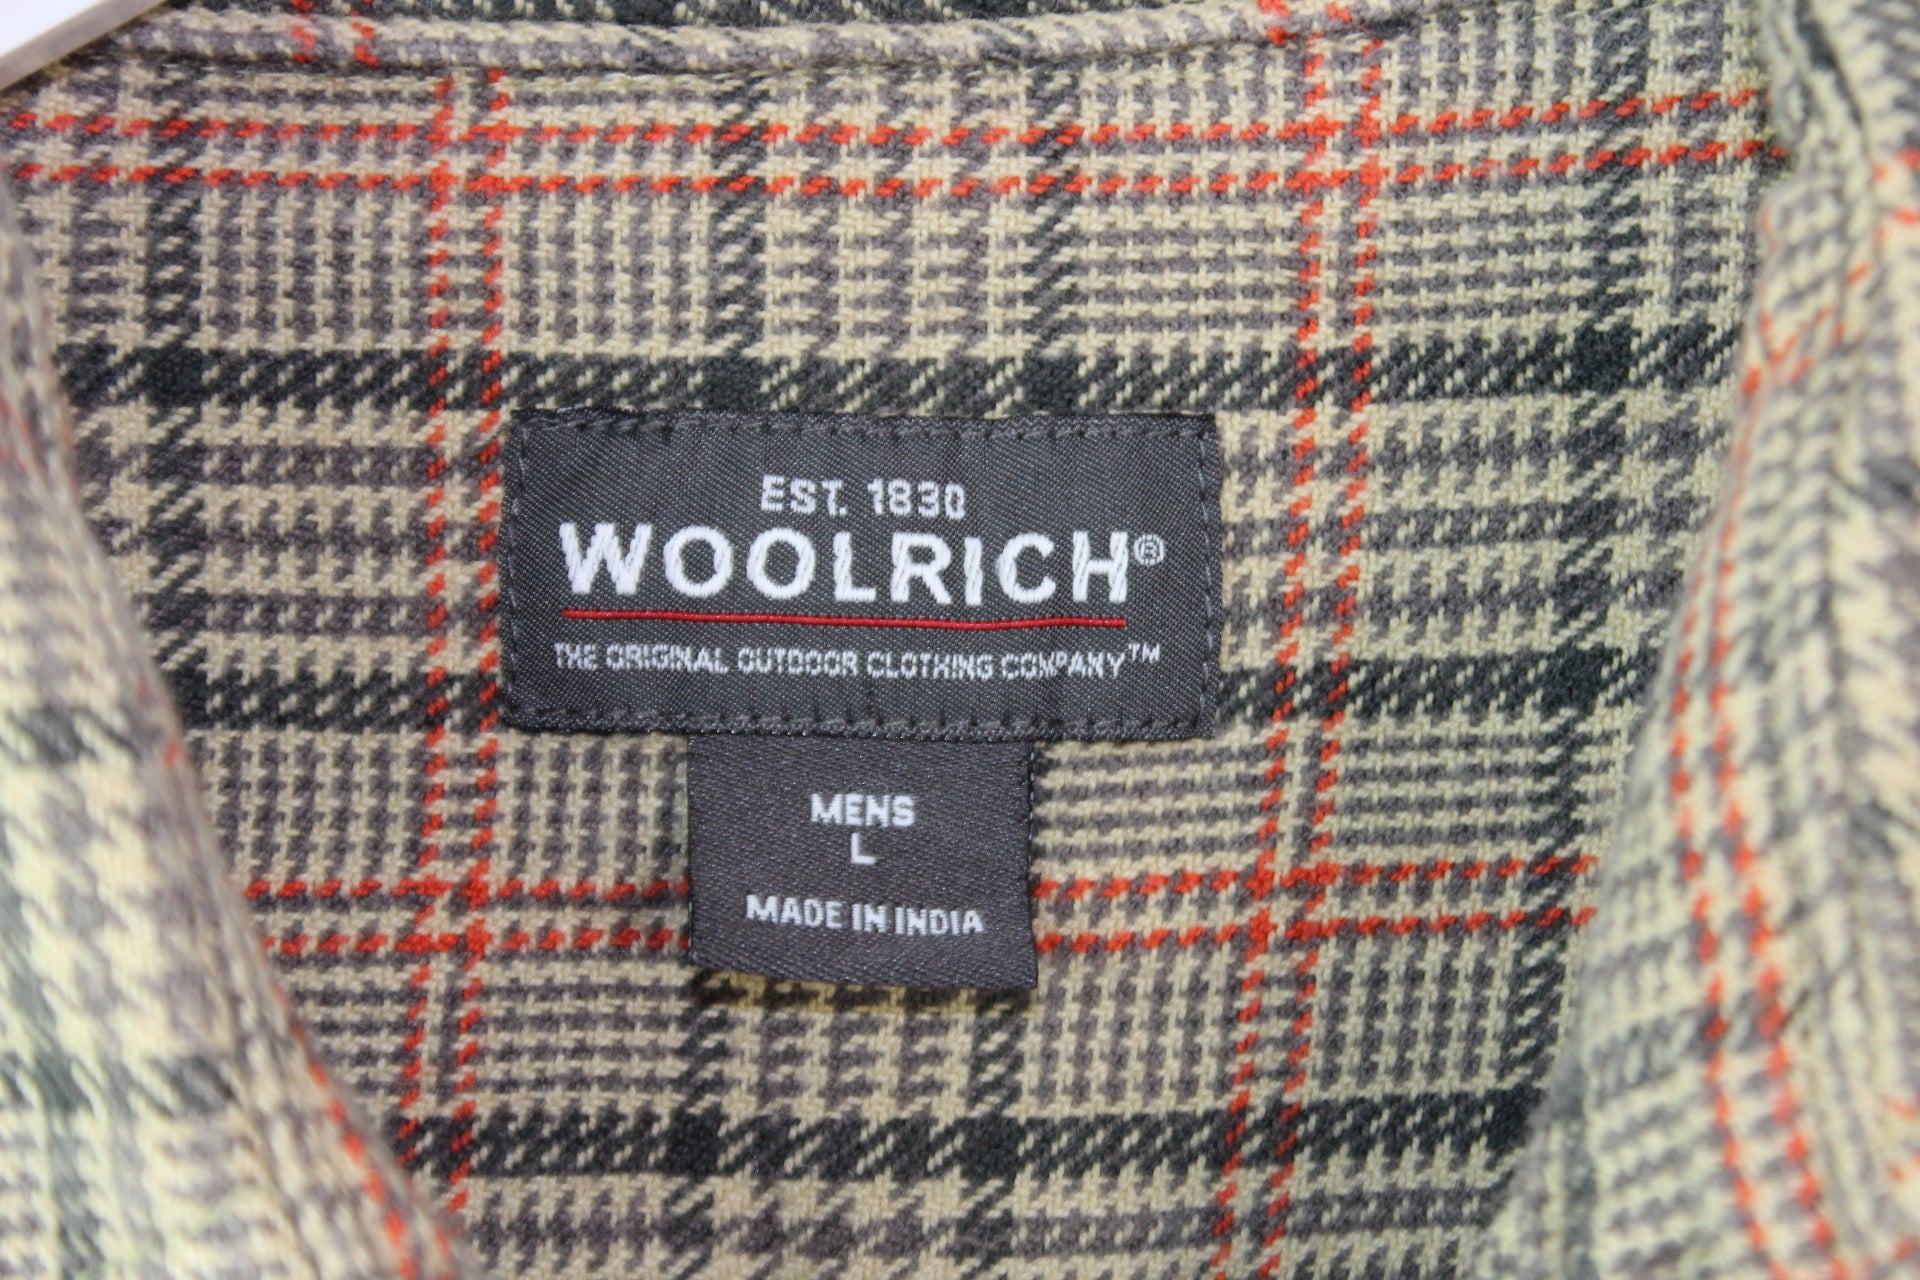 EST. 1830
WOOLRICH®
THE ORIGINAL OUTDOOR CLOTHING COMPANY™
MENS
L
MADE IN INDIA